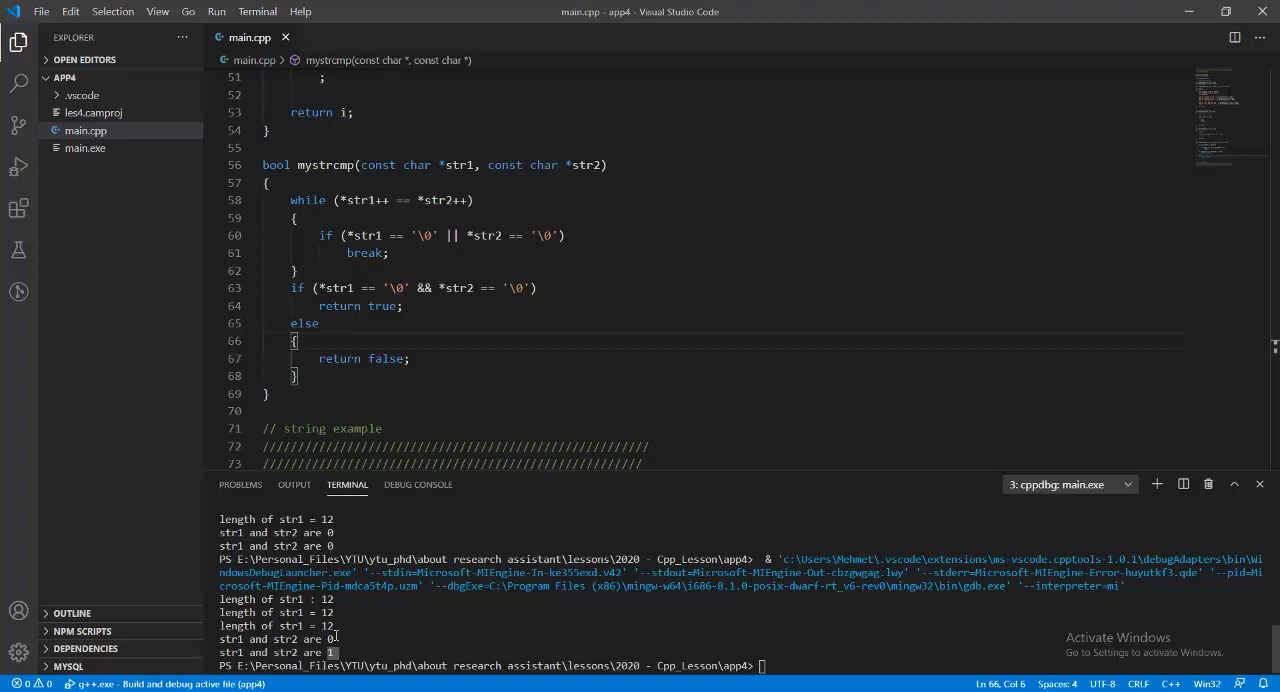 File Edit Selection View Go Run Terminal Help
main.cpp - app4 - Visual Studio Code
EXPLORER
OPEN EDITORS
APP4
.vscode
les4.camproj
main.cpp
main.exe
OUTLINE
NPM SCRIPTS
DEPENDENCIES
MYSQL
main.cpp
main.cpp > mystrcmp(const char *, const char *)
51 ;
52
53 return i;
54 }
55
56 bool mystrcmp(const char *str1, const char *str2)
57 {
58 while (*str1++ == *str2++)
59 {
60 if (*str1 == '\0' || *str2 == '\0')
61 break;
62 }
63 if (*str1 == '\0' && *str2 == '\0')
64 return true;
65 else
66 {
67 return false;
68 }
69 }
70
71 // string example
72 ///////////////////////////////////////////////////////
73 //////////////////////////////////////////////////////
PROBLEMS OUTPUT TERMINAL DEBUG CONSOLE
3: cppdbg: main.exe
length of str1 = 12
str1 and str2 are 0
str1 and str2 are 0
PS E:\Personal_Files\YTU\ytu_phd\about research assistant\lessons\2020 - Cpp_Lesson\app4> & 'c:\Users\Mehmet\.vscode\extensions\ms-vscode.cpptools-1.0.1\debugAdapters\bin\Wi
ndowsDebugLauncher.exe' '--stdin=Microsoft-MIEngine-In-ke355exd.v42' '--stdout=Microsoft-MIEngine-Out-cbzgwgag.lwy' '--stderr=Microsoft-MIEngine-Error-huyutkf3.qde' '--pid=Mi
crosoft-MIEngine-Pid-mdca5t4p.uzm' '--dbgExe=C:\Program Files (x86)\mingw-w64\i686-8.1.0-posix-dwarf-rt_v6-rev0\mingw32\bin\gdb.exe' '--interpreter=mi'
length of str1 : 12
length of str1 = 12
length of str1 = 12
str1 and str2 are 0
str1 and str2 are 1
PS E:\Personal_Files\YTU\ytu_phd\about research assistant\lessons\2020 - Cpp_Lesson\app4>
Activate Windows
Go to Settings to activate Windows.
0 0 g++.exe - Build and debug active file (app4)
Ln 66, Col 6 Spaces: 4 UTF-8 CRLF C++ Win32